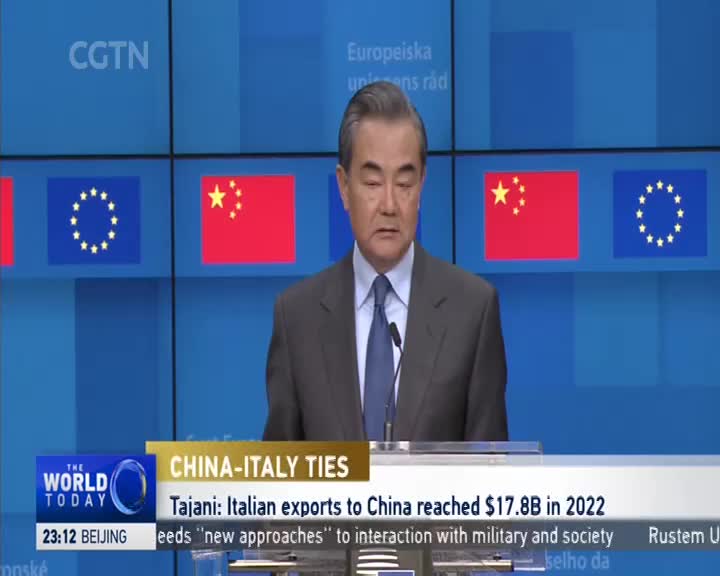 CGTN
Europeiska
unionens råd
CHINA-ITALY TIES
THE
WORLD
TODAY
Tajani: Italian exports to China reached $17.8B in 2022
23:12 BEIJING
eeds "new approaches" to interaction with military and society Rustem U
selho da